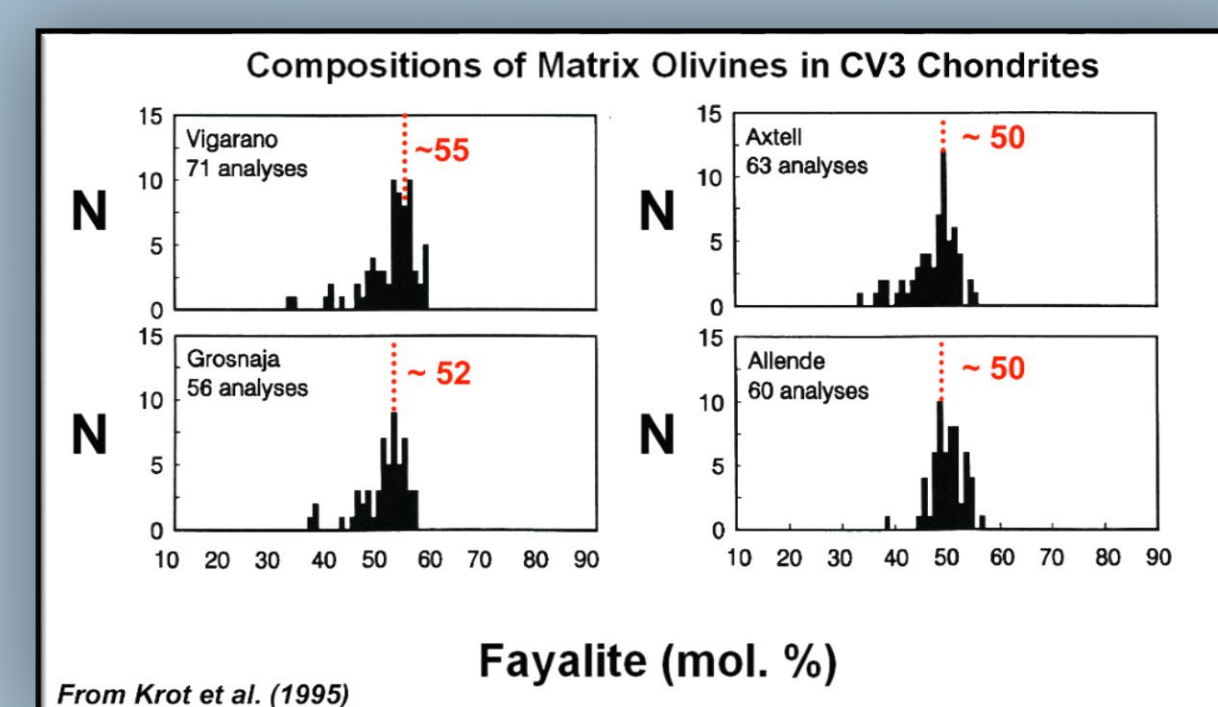 Compositions of Matrix Olivines in CV3 Chondrites
15
Vigarano
71 analyses
~55
10
N
5
0
15
Axtell
63 analyses
~ 50
10
N
5
0
15
Grosnaja
56 analyses
~ 52
10
N
5
0
10 20 30 40 50 60 70 80 90
15
Allende
60 analyses
~ 50
10
N
5
0
10 20 30 40 50 60 70 80 90
Fayalite (mol. %)
From Krot et al. (1995)